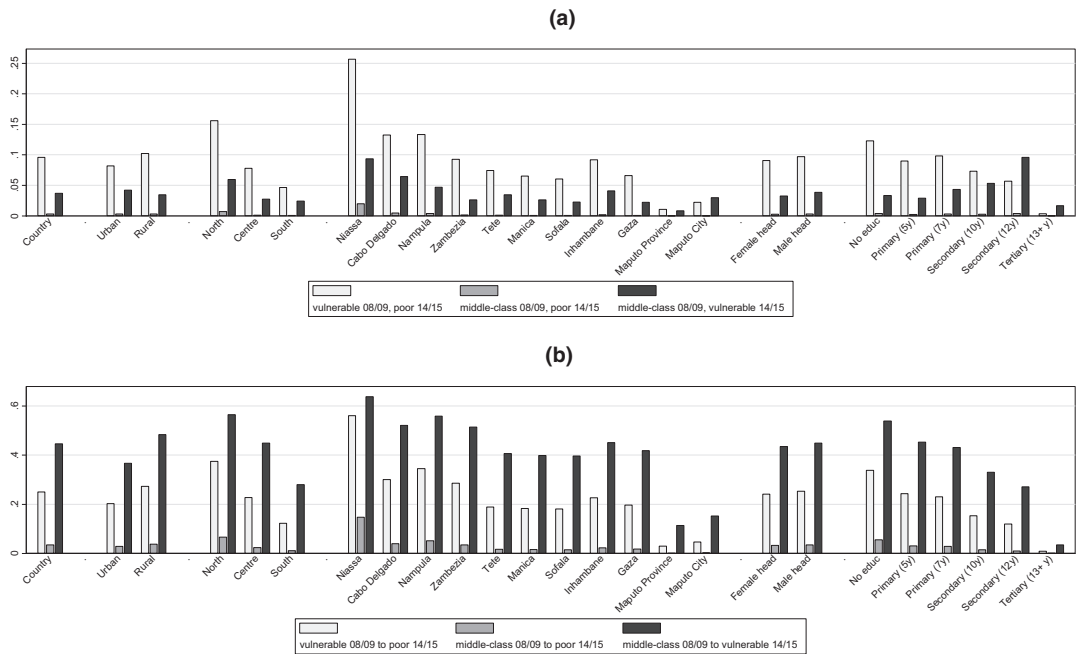 (a)
.25
.2
.15
.1
.05
0
Country
.
Urban
Rural
.
North
Centre
South
.
Niassa
Cabo Delgado
Nampula
Zambezia
Tete
Manica
Sofala
Inhambane
Gaza
Maputo Province
Maputo City
.
Female head
Male head
.
No educ
Primary (5y)
Primary (7y)
Secondary (10y)
Secondary (12y)
Tertiary (13+ y)
vulnerable 08/09, poor 14/15
middle-class 08/09, poor 14/15
middle-class 08/09, vulnerable 14/15
(b)
.6
.4
.2
0
Country
.
Urban
Rural
.
North
Centre
South
.
Niassa
Cabo Delgado
Nampula
Zambezia
Tete
Manica
Sofala
Inhambane
Gaza
Maputo Province
Maputo City
.
Female head
Male head
.
No educ
Primary (5y)
Primary (7y)
Secondary (10y)
Secondary (12y)
Tertiary (13+ y)
vulnerable 08/09 to poor 14/15
middle-class 08/09 to poor 14/15
middle-class 08/09 to vulnerable 14/15